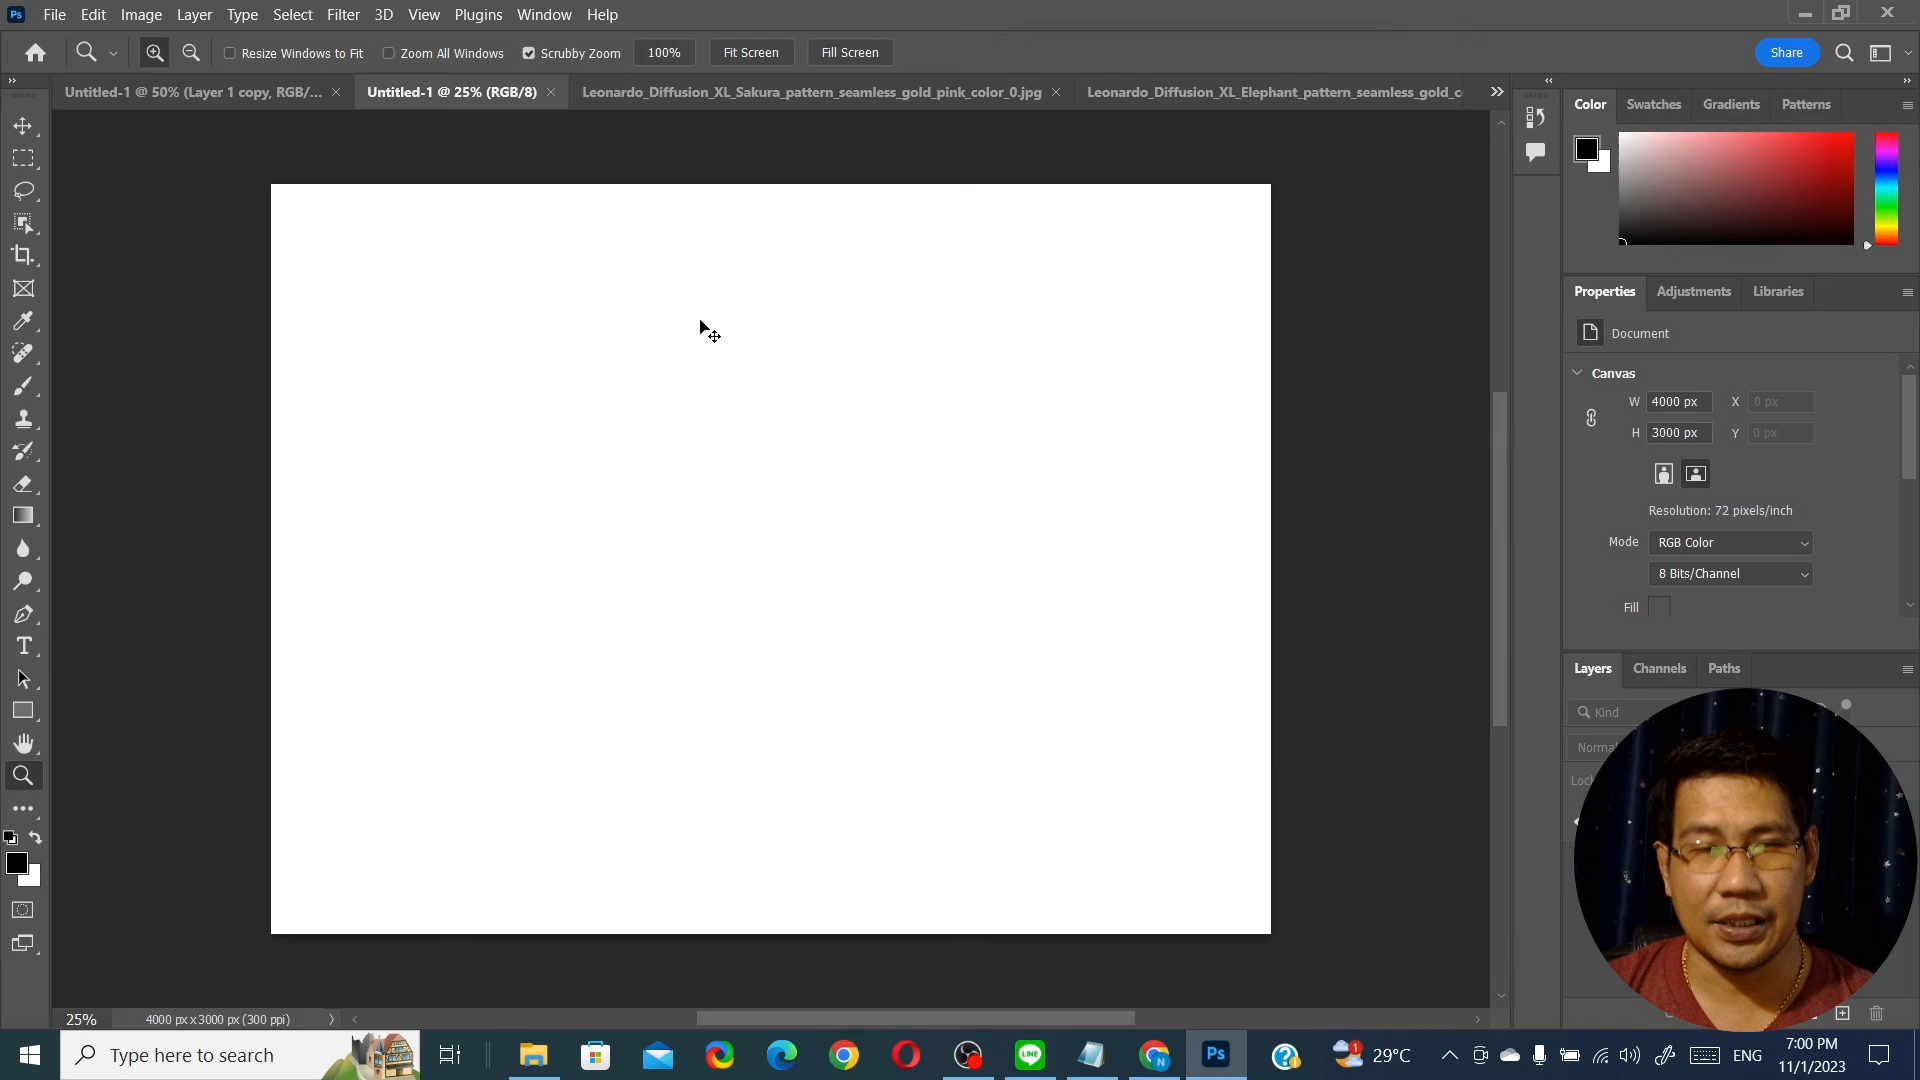 Ps File Edit Image Layer Type Select Filter 3D View Plugins Window Help
Resize Windows to Fit Zoom All Windows Scrubby Zoom 100% Fit Screen Fill Screen Share
Untitled-1 @ 50% (Layer 1 copy, RGB/... Untitled-1 @ 25% (RGB/8) Leonardo_Diffusion_XL_Sakura_pattern_seamless_gold_pink_color_0.jpg Leonardo_Diffusion_XL_Elephant_pattern_seamless_gold_c
Color Swatches Gradients Patterns
Properties Adjustments Libraries
Document
Canvas
W 4000 px X 0 px
H 3000 px Y 0 px
Resolution: 72 pixels/inch
Mode RGB Color
8 Bits/Channel
Fill
Layers Channels Paths
Kind
Normal
Lock
25% 4000 px x 3000 px (300 ppi)
Type here to search
LINE
N
Ps
1
29°C
ENG
7:00 PM
11/1/2023